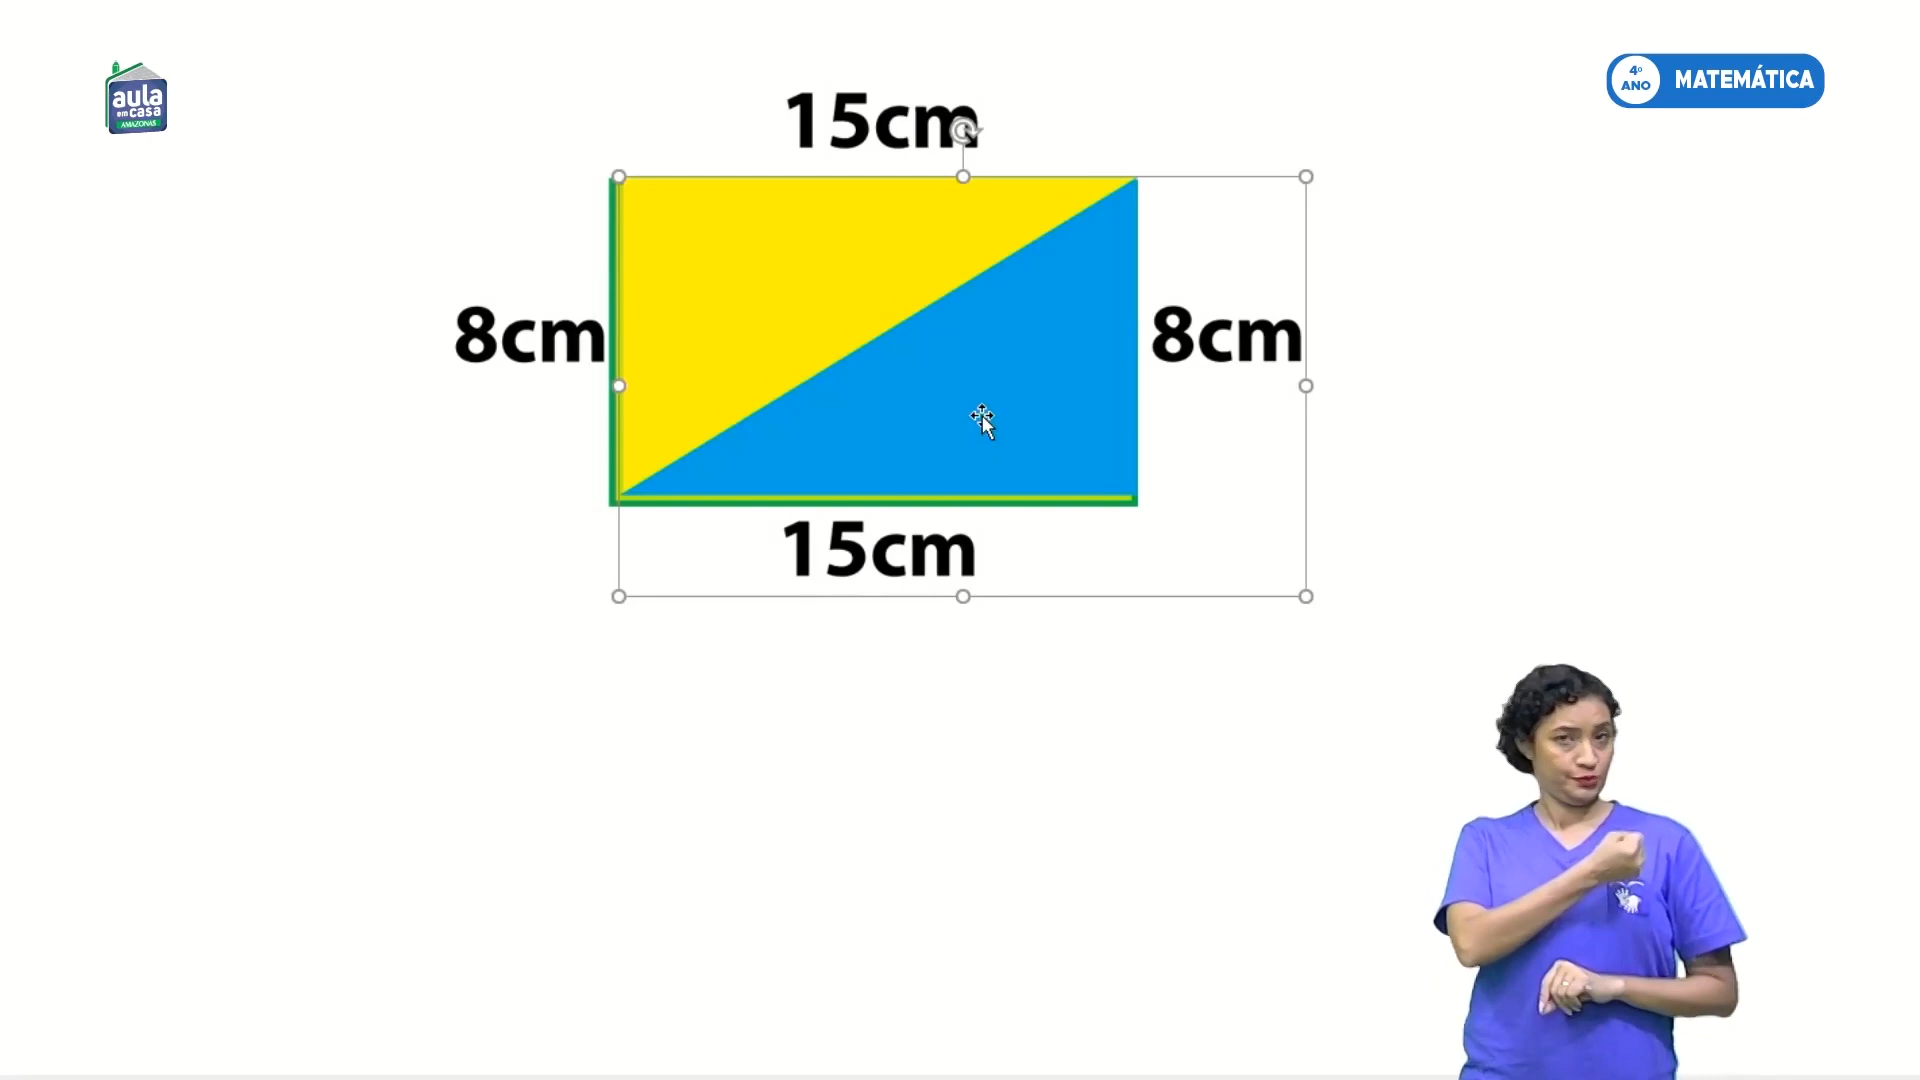 aula
em casa
AMAZONAS
4º
ANO
MATEMÁTICA
15cm
8cm
8cm
15cm